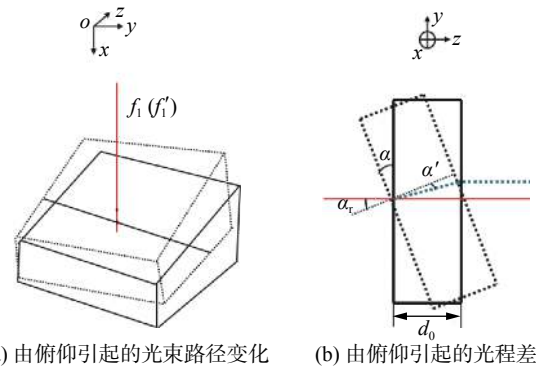 o
z
y
x
f₁ (f₁′)
) 由俯仰引起的光束路径变化
y
x
z
α
α′
αr
d₀
(b) 由俯仰引起的光程差